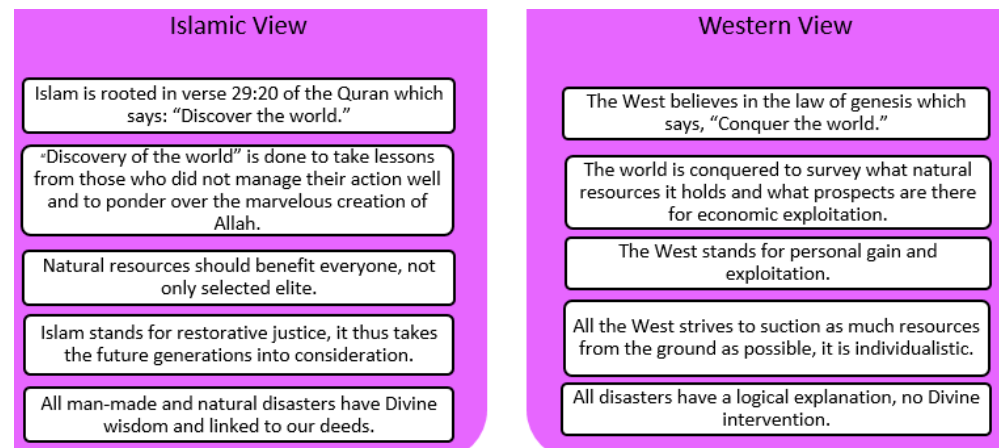 Islamic View
Islam is rooted in verse 29:20 of the Quran which
says: “Discover the world.”
“Discovery of the world” is done to take lessons
from those who did not manage their action well
and to ponder over the marvelous creation of
Allah.
Natural resources should benefit everyone, not
only selected elite.
Islam stands for restorative justice, it thus takes
the future generations into consideration.
All man-made and natural disasters have Divine
wisdom and linked to our deeds.
Western View
The West believes in the law of genesis which
says, “Conquer the world.”
The world is conquered to survey what natural
resources it holds and what prospects are there
for economic exploitation.
The West stands for personal gain and
exploitation.
All the West strives to suction as much resources
from the ground as possible, it is individualistic.
All disasters have a logical explanation, no Divine
intervention.